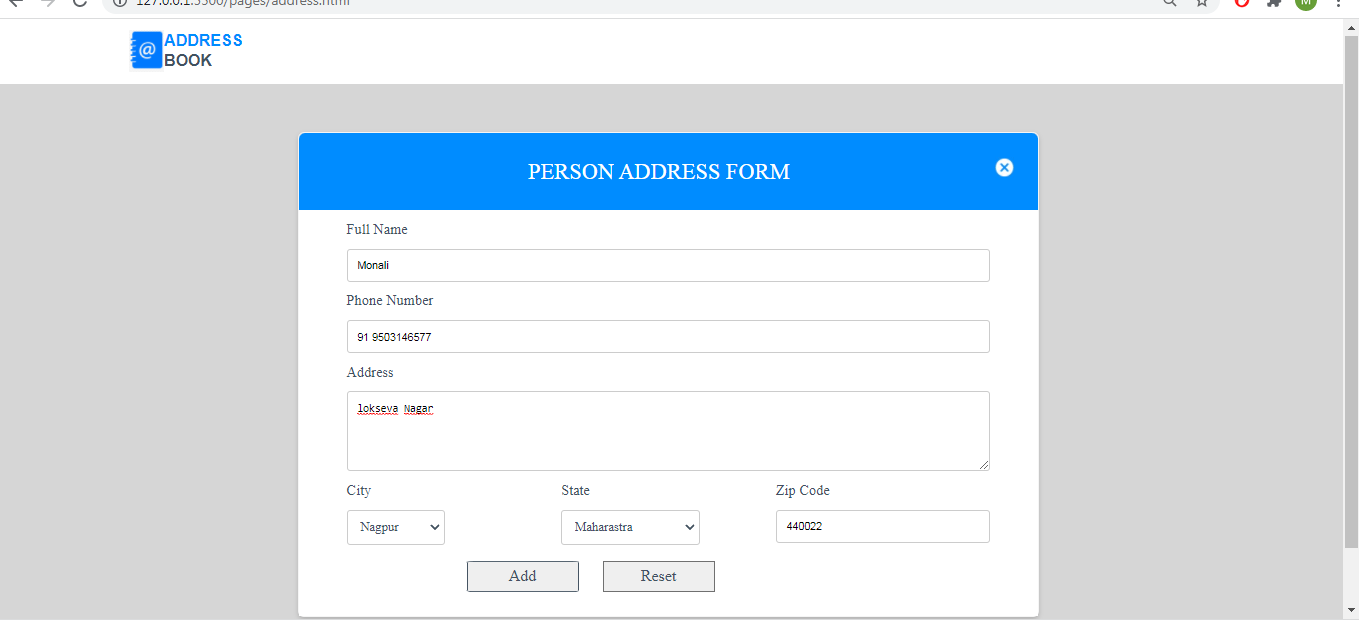 127.0.0.1:5500/pages/address.html
M
ADDRESS
BOOK
PERSON ADDRESS FORM
Full Name
Monali
Phone Number
91 9503146577
Address
lokseva Nagar
City State Zip Code
Nagpur Maharastra 440022
Add Reset